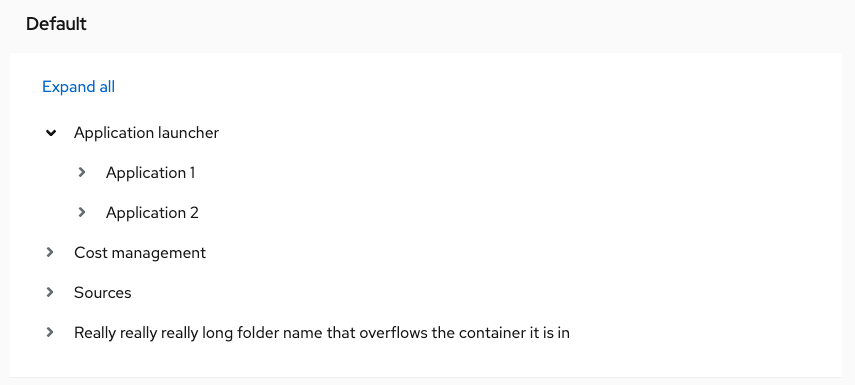 Default
Expand all
Application launcher
Application 1
Application 2
Cost management
Sources
Really really really long folder name that overflows the container it is in